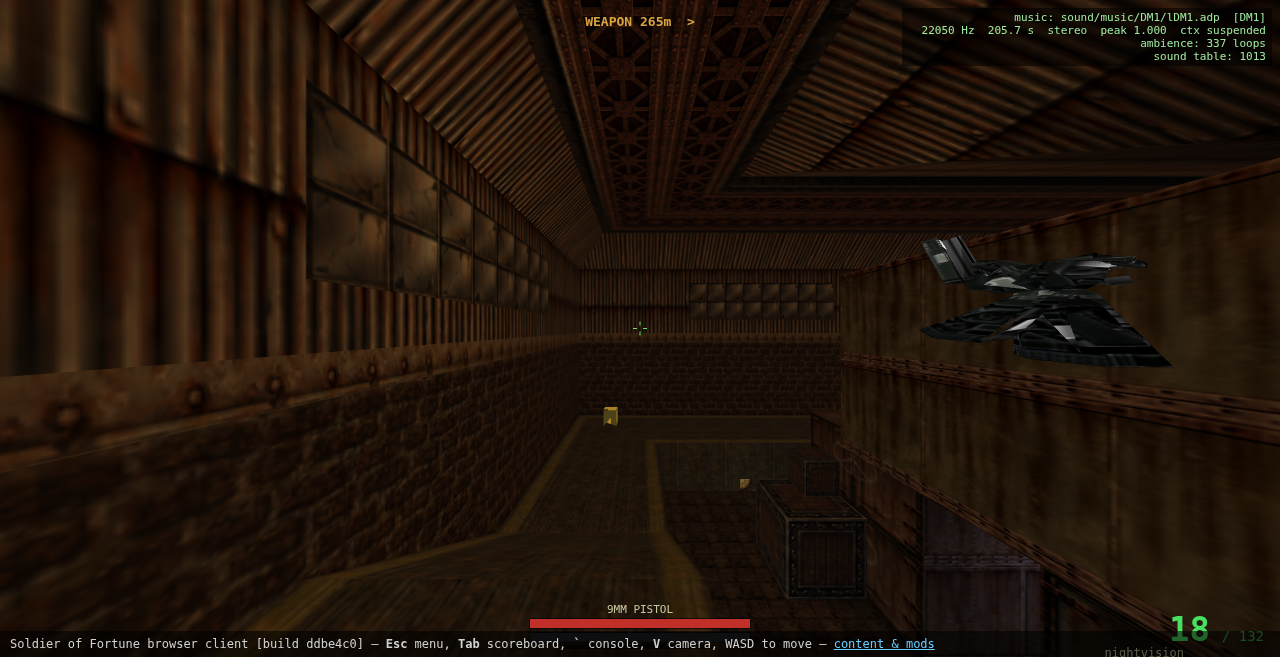 WEAPON 265m >
music: sound/music/DM1/lDM1.adp [DM1]
22050 Hz 205.7 s stereo peak 1.000 ctx suspended
ambience: 337 loops
sound table: 1013
9MM PISTOL
Soldier of Fortune browser client [build ddbe4c0] — Esc menu, Tab scoreboard, ` console, V camera, WASD to move — content & mods
18 / 132
nightvision